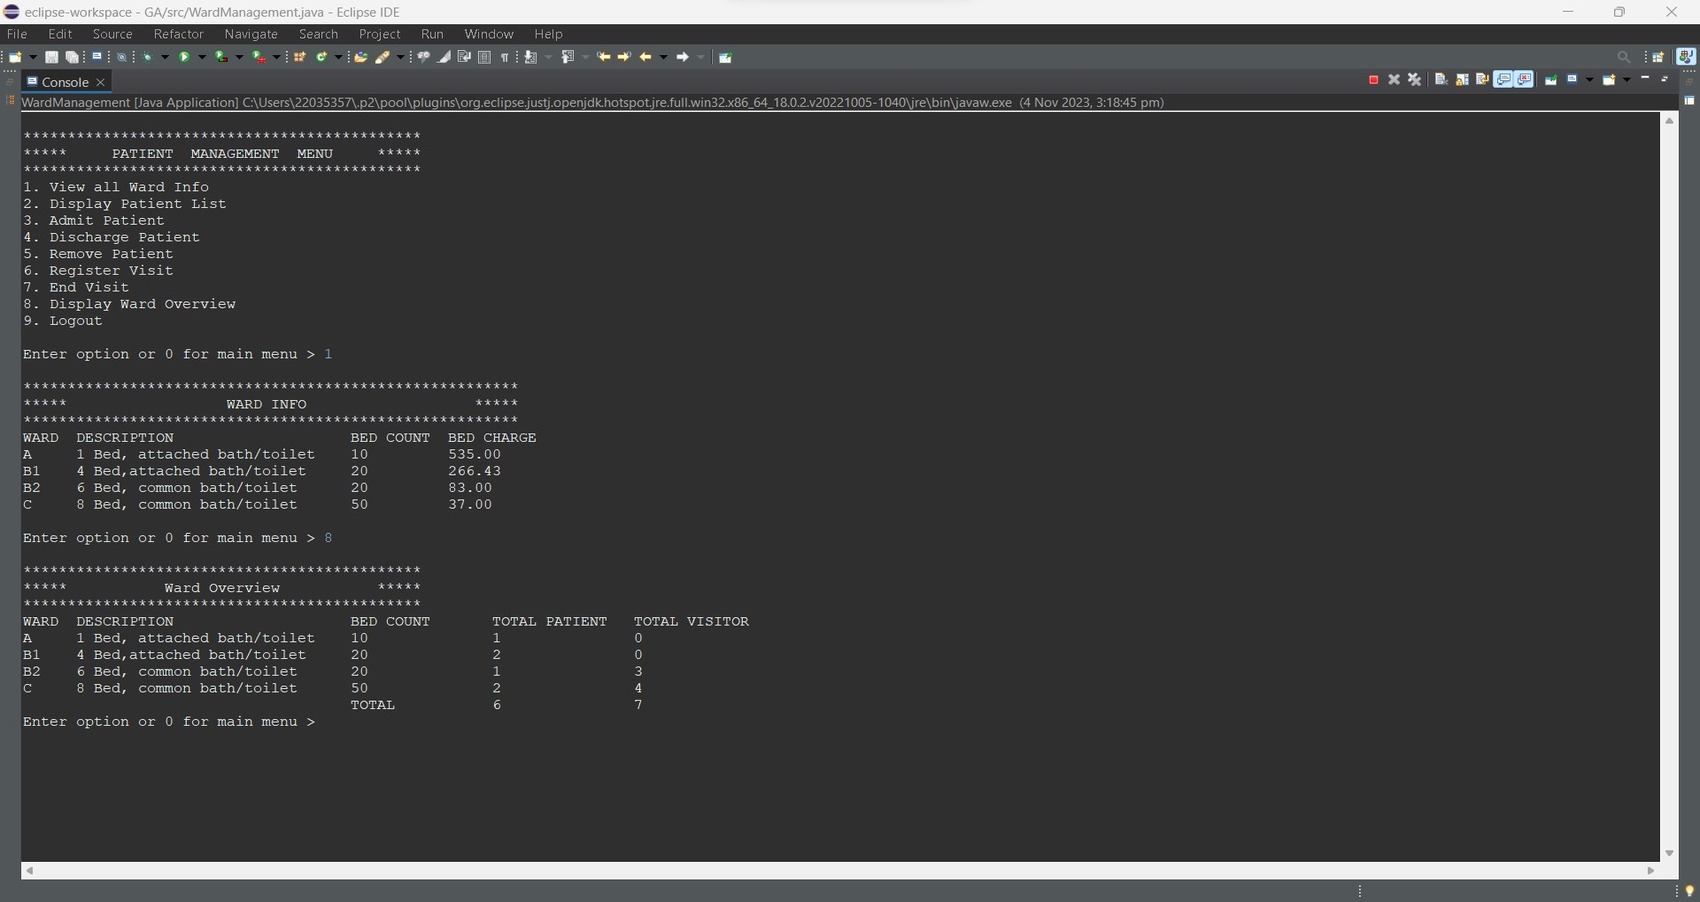 eclipse-workspace - GA/src/WardManagement.java - Eclipse IDE
File Edit Source Refactor Navigate Search Project Run Window Help
Console
WardManagement [Java Application] C:\Users\22035357\.p2\pool\plugins\org.eclipse.justj.openjdk.hotspot.jre.full.win32.x86_64_18.0.2.v20221005-1040\jre\bin\javaw.exe (4 Nov 2023, 3:18:45 pm)
*********************************************
***** PATIENT MANAGEMENT MENU *****
*********************************************
1. View all Ward Info
2. Display Patient List
3. Admit Patient
4. Discharge Patient
5. Remove Patient
6. Register Visit
7. End Visit
8. Display Ward Overview
9. Logout
Enter option or 0 for main menu > 1
********************************************************
***** WARD INFO *****
********************************************************
WARD DESCRIPTION BED COUNT BED CHARGE
A 1 Bed, attached bath/toilet 10 535.00
B1 4 Bed,attached bath/toilet 20 266.43
B2 6 Bed, common bath/toilet 20 83.00
C 8 Bed, common bath/toilet 50 37.00
Enter option or 0 for main menu > 8
*********************************************
***** Ward Overview *****
*********************************************
WARD DESCRIPTION BED COUNT TOTAL PATIENT TOTAL VISITOR
A 1 Bed, attached bath/toilet 10 1 0
B1 4 Bed,attached bath/toilet 20 2 0
B2 6 Bed, common bath/toilet 20 1 3
C 8 Bed, common bath/toilet 50 2 4
TOTAL 6 7
Enter option or 0 for main menu >